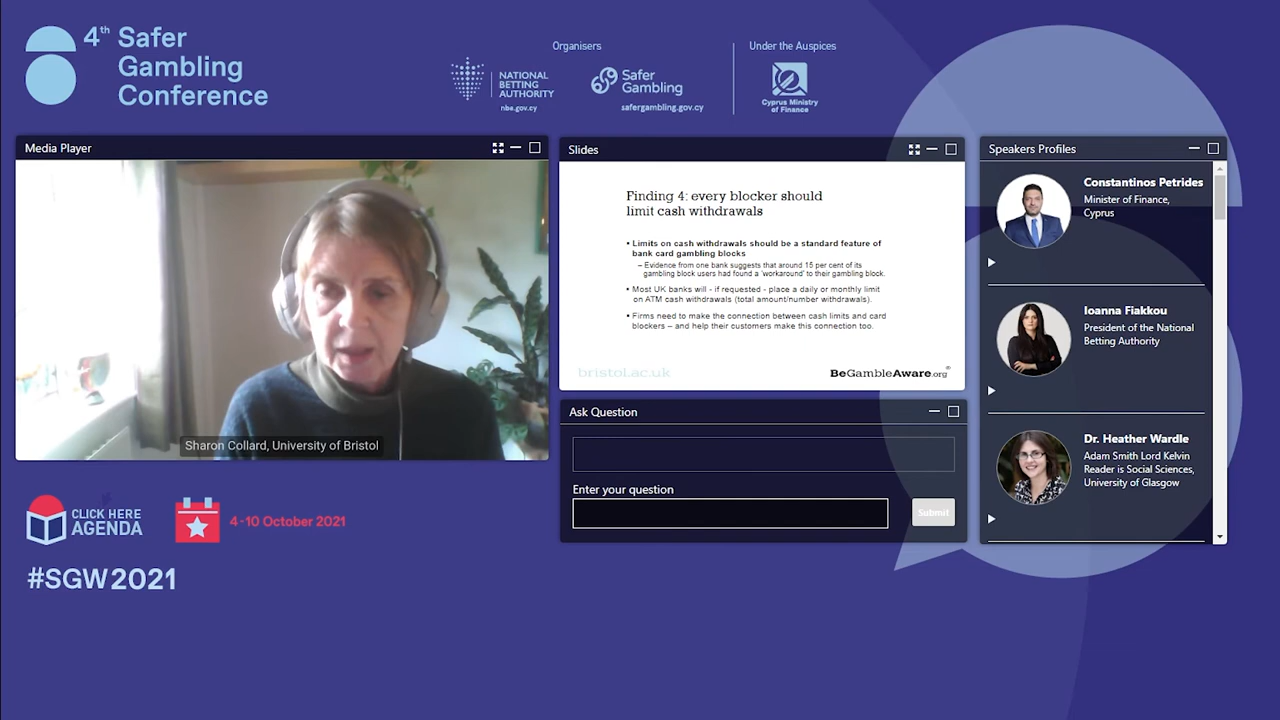 4th Safer
Gambling
Conference
Organisers
NATIONAL
BETTING
AUTHORITY
nba.gov.cy
Safer
Gambling
safergambling.gov.cy
Under the Auspices
Cyprus Ministry
of Finance
Media Player
Sharon Collard, University of Bristol
Slides
Finding 4: every blocker should
limit cash withdrawals
• Limits on cash withdrawals should be a standard feature of
bank card gambling blocks
– Evidence from one bank suggests that around 15 per cent of its
gambling block users had found a 'workaround' to their gambling block.
• Most UK banks will - if requested - place a daily or monthly limit
on ATM cash withdrawals (total amount/number withdrawals).
• Firms need to make the connection between cash limits and card
blockers – and help their customers make this connection too.
bristol.ac.uk
BeGambleAware.org®
Ask Question
Enter your question
Submit
Speakers Profiles
Constantinos Petrides
Minister of Finance,
Cyprus
Ioanna Fiakkou
President of the National
Betting Authority
Dr. Heather Wardle
Adam Smith Lord Kelvin
Reader is Social Sciences,
University of Glasgow
CLICK HERE
AGENDA
4-10 October 2021
#SGW2021